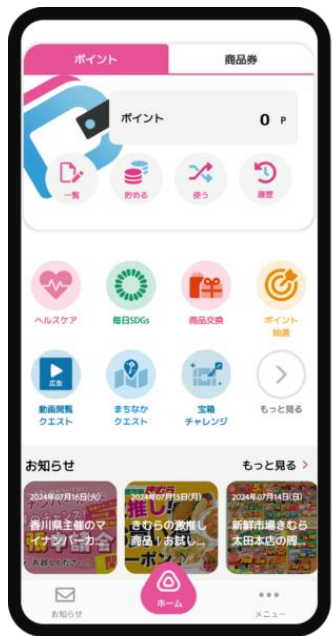 ポイント
商品券
ポイント
0 P
一覧
貯める
使う
履歴
ヘルスケア
毎日SDGs
商品交換
ポイント
抽選
広告
動画閲覧
クエスト
まちなか
クエスト
宝箱
チャレンジ
もっと見る
お知らせ
もっと見る >
2024年07月16日(火)
香川県主催のマ
イナンバーカ...
2024年07月15日(月)
きむらの激推し
商品！お試し...
2024年07月14日(日)
新鮮市場きむら
太田本店の周...
お知らせ
ホーム
メニュー